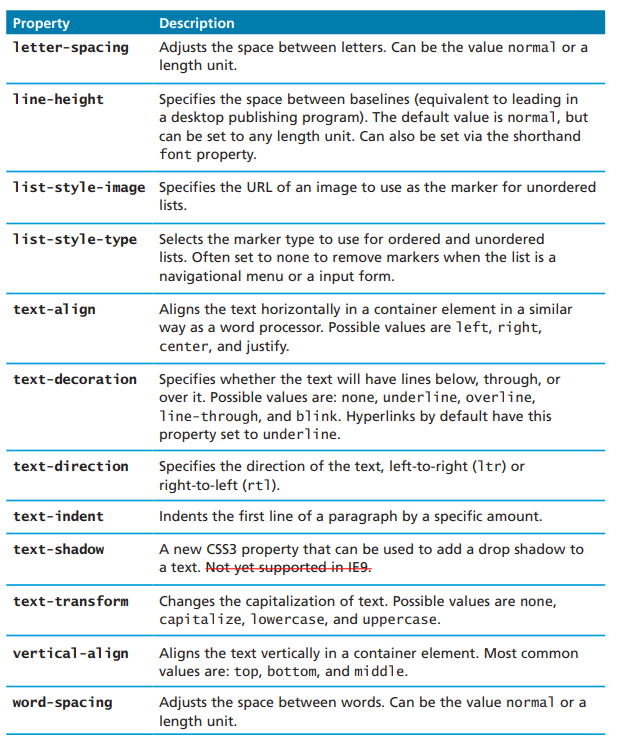 Property Description
letter-spacing Adjusts the space between letters. Can be the value normal or a
length unit.
line-height Specifies the space between baselines (equivalent to leading in
a desktop publishing program). The default value is normal, but
can be set to any length unit. Can also be set via the shorthand
font property.
list-style-image Specifies the URL of an image to use as the marker for unordered
lists.
list-style-type Selects the marker type to use for ordered and unordered
lists. Often set to none to remove markers when the list is a
navigational menu or a input form.
text-align Aligns the text horizontally in a container element in a similar
way as a word processor. Possible values are left, right,
center, and justify.
text-decoration Specifies whether the text will have lines below, through, or
over it. Possible values are: none, underline, overline,
line-through, and blink. Hyperlinks by default have this
property set to underline.
text-direction Specifies the direction of the text, left-to-right (ltr) or
right-to-left (rtl).
text-indent Indents the first line of a paragraph by a specific amount.
text-shadow A new CSS3 property that can be used to add a drop shadow to
a text. Not yet supported in IE9.
text-transform Changes the capitalization of text. Possible values are none,
capitalize, lowercase, and uppercase.
vertical-align Aligns the text vertically in a container element. Most common
values are: top, bottom, and middle.
word-spacing Adjusts the space between words. Can be the value normal or a
length unit.